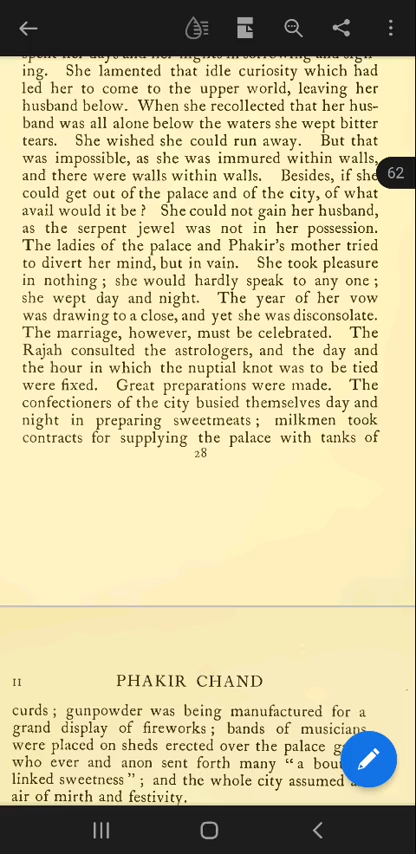 ing. She lamented that idle curiosity which had
led her to come to the upper world, leaving her
husband below. When she recollected that her hus-
band was all alone below the waters she wept bitter
tears. She wished she could run away. But that
was impossible, as she was immured within walls,
and there were walls within walls. Besides, if she
62
could get out of the palace and of the city, of what
avail would it be ? She could not gain her husband,
as the serpent jewel was not in her possession.
The ladies of the palace and Phakir's mother tried
to divert her mind, but in vain. She took pleasure
in nothing ; she would hardly speak to any one ;
she wept day and night. The year of her vow
was drawing to a close, and yet she was disconsolate.
The marriage, however, must be celebrated. The
Rajah consulted the astrologers, and the day and
the hour in which the nuptial knot was to be tied
were fixed. Great preparations were made. The
confectioners of the city busied themselves day and
night in preparing sweetmeats ; milkmen took
contracts for supplying the palace with tanks of
28
II PHAKIR CHAND
curds ; gunpowder was being manufactured for a
grand display of fireworks ; bands of musicians
were placed on sheds erected over the palace
who ever and anon sent forth many "a
linked sweetness" ; and the whole city assumed
air of mirth and festivity.